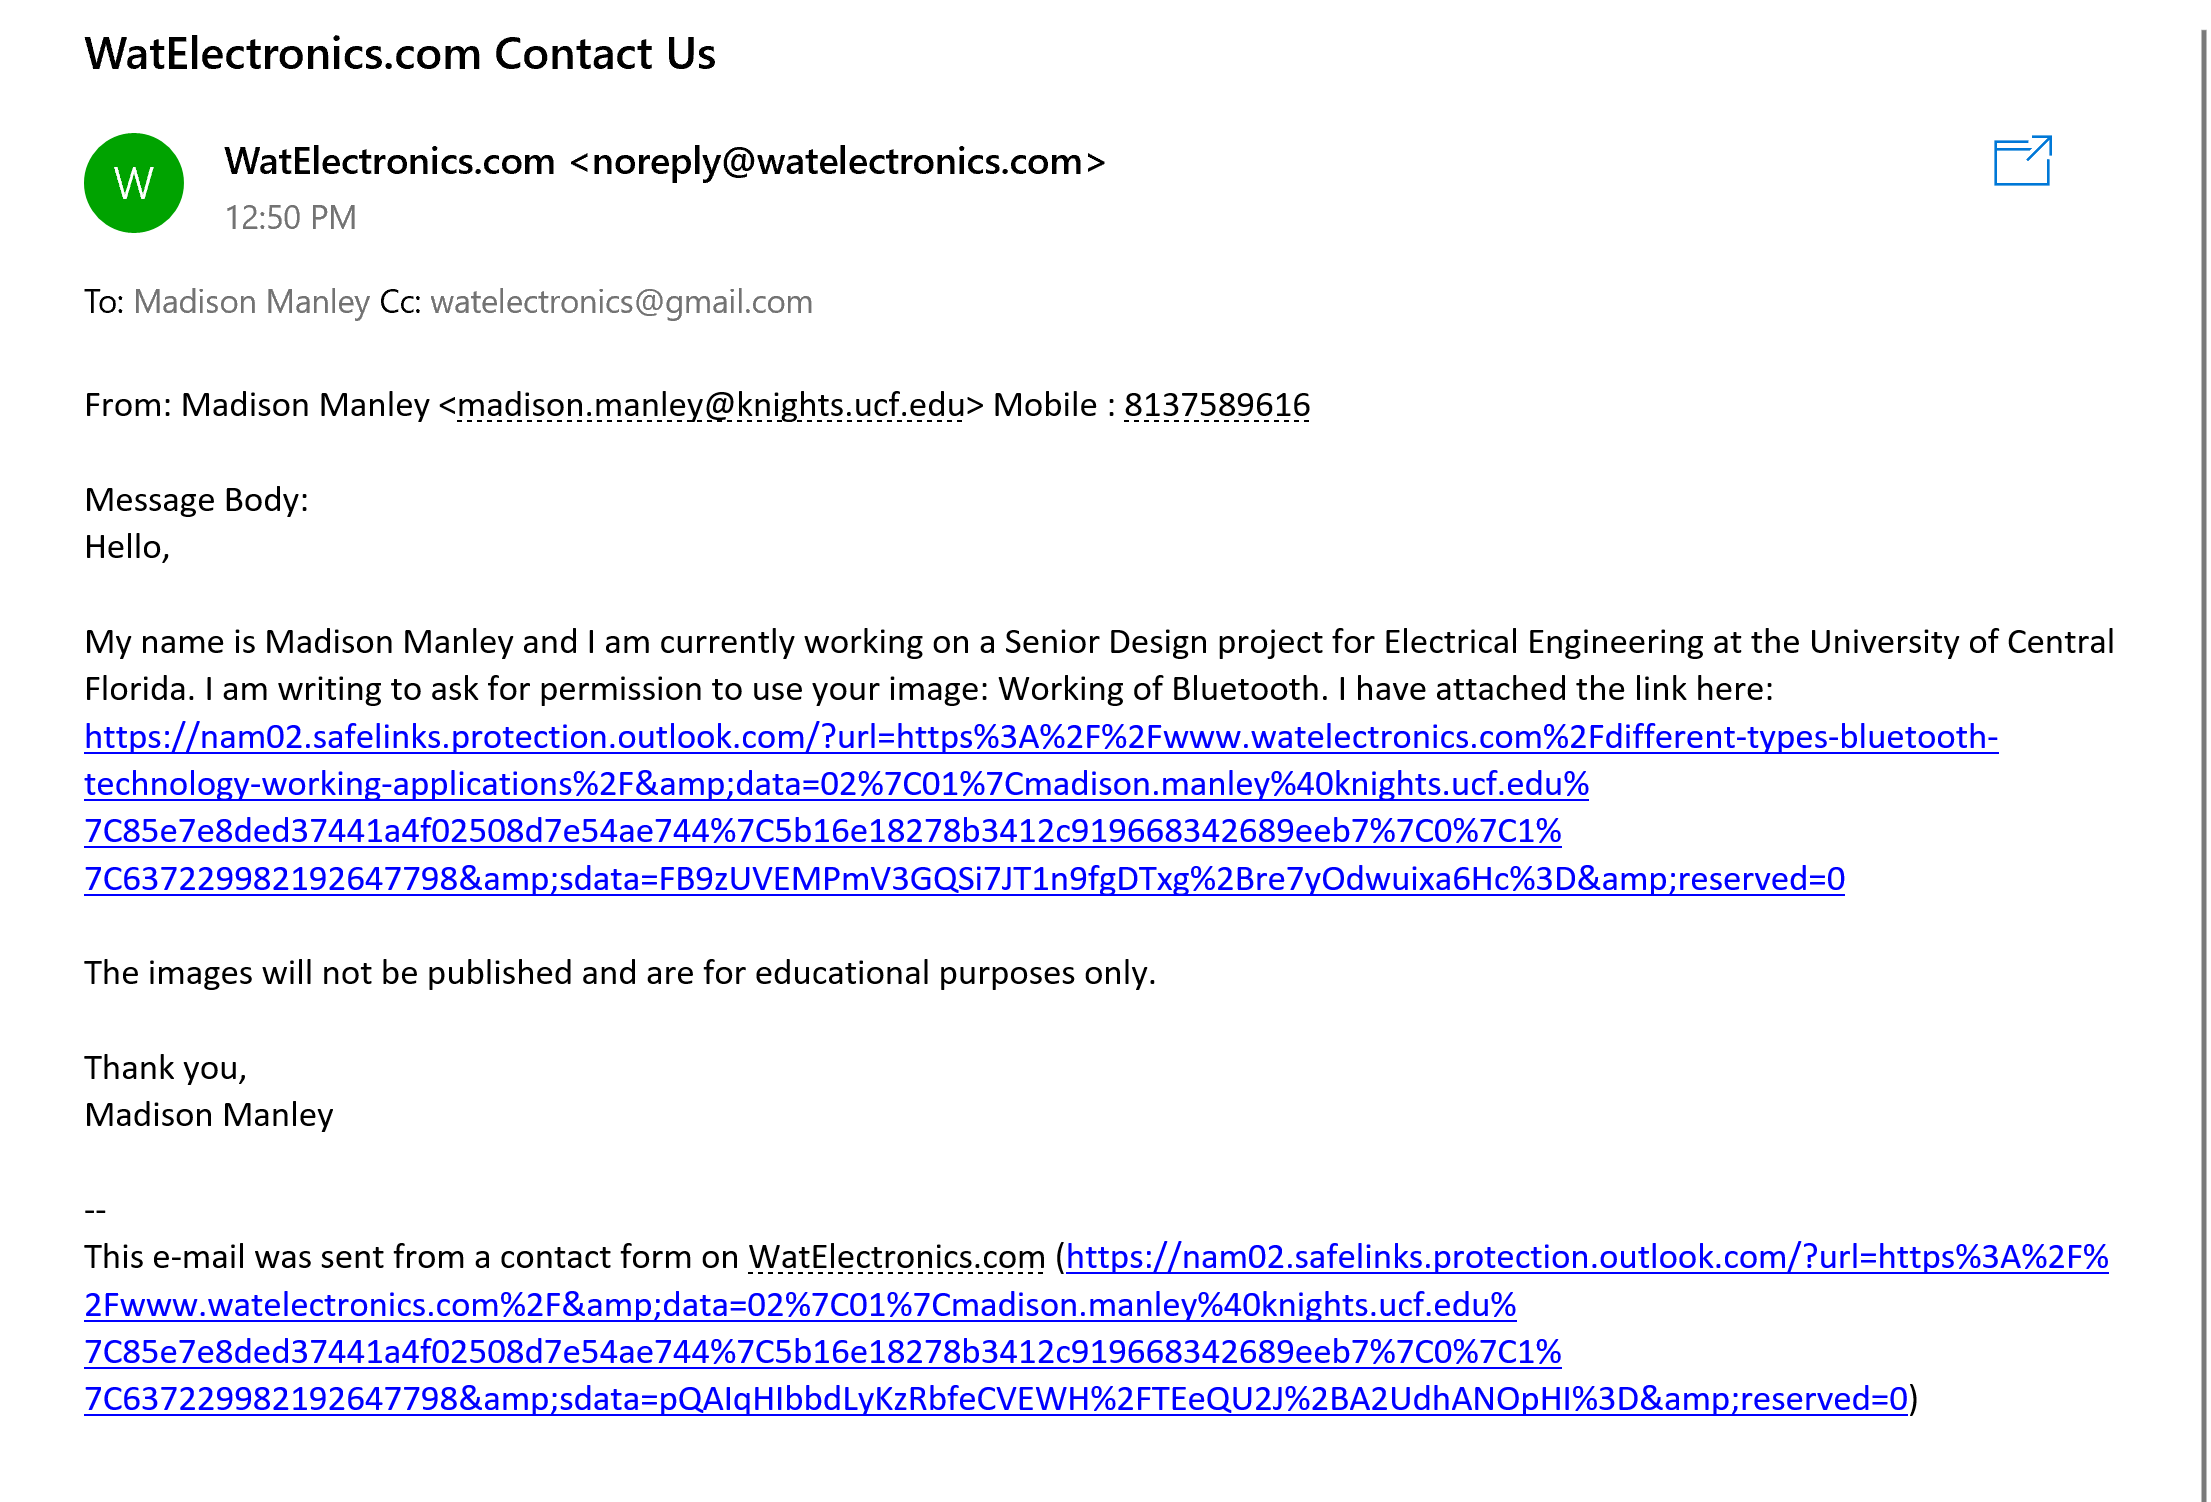 WatElectronics.com Contact Us
W
WatElectronics.com <noreply@watelectronics.com>
12:50 PM
To: Madison Manley Cc: watelectronics@gmail.com
From: Madison Manley <madison.manley@knights.ucf.edu> Mobile : 8137589616
Message Body:
Hello,
My name is Madison Manley and I am currently working on a Senior Design project for Electrical Engineering at the University of Central
Florida. I am writing to ask for permission to use your image: Working of Bluetooth. I have attached the link here:
https://nam02.safelinks.protection.outlook.com/?url=https%3A%2F%2Fwww.watelectronics.com%2Fdifferent-types-bluetooth-
technology-working-applications%2F&amp;data=02%7C01%7Cmadison.manley%40knights.ucf.edu%
7C85e7e8ded37441a4f02508d7e54ae744%7C5b16e18278b3412c919668342689eeb7%7C0%7C1%
7C637229982192647798&amp;sdata=FB9zUVEMPmV3GQSi7JT1n9fgDTxg%2Bre7yOdwuixa6Hc%3D&amp;reserved=0
The images will not be published and are for educational purposes only.
Thank you,
Madison Manley
--
This e-mail was sent from a contact form on WatElectronics.com (https://nam02.safelinks.protection.outlook.com/?url=https%3A%2F%
2Fwww.watelectronics.com%2F&amp;data=02%7C01%7Cmadison.manley%40knights.ucf.edu%
7C85e7e8ded37441a4f02508d7e54ae744%7C5b16e18278b3412c919668342689eeb7%7C0%7C1%
7C637229982192647798&amp;sdata=pQAIqHIbbdLyKzRbfeCVEWH%2FTEeQU2J%2BA2UdhANOpHI%3D&amp;reserved=0)